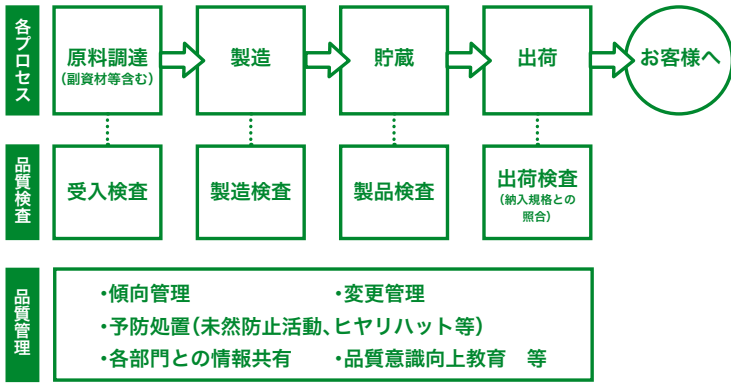 各プロセス
原料調達
（副資材等含む）
製造
貯蔵
出荷
お客様へ
品質検査
受入検査
製造検査
製品検査
出荷検査
（納入規格との
照合）
品質管理
・傾向管理　・変更管理
・予防処置（未然防止活動、ヒヤリハット等）
・各部門との情報共有　・品質意識向上教育　等